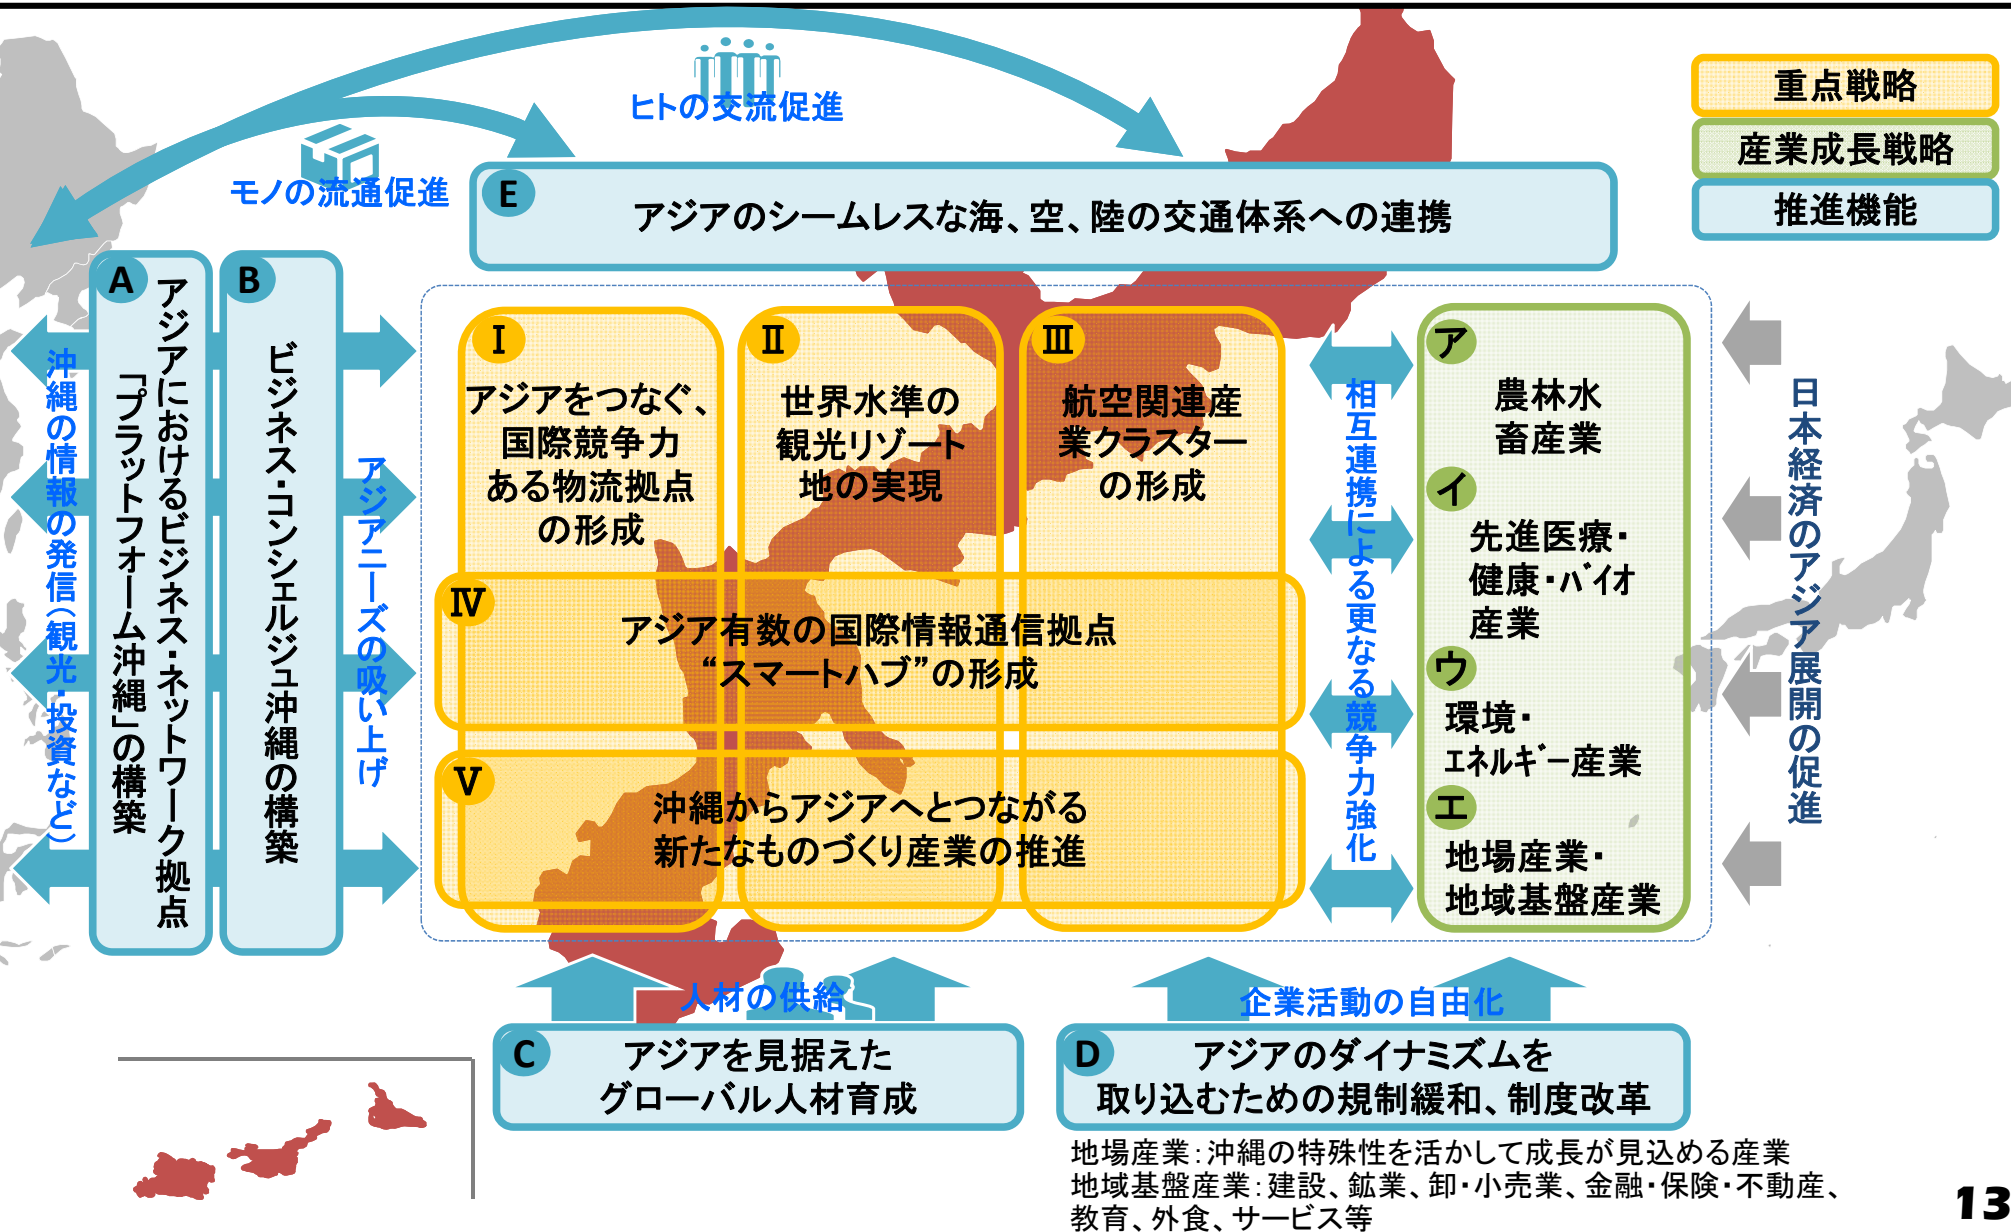 ヒトの交流促進
モノの流通促進
重点戦略
産業成長戦略
推進機能
E
アジアのシームレスな海、空、陸の交通体系への連携
A
アジアにおけるビジネス・ネットワーク拠点
「プラットフォーム沖縄」の構築
B
ビジネス・コンシェルジュ沖縄の構築
沖縄の情報の発信(観光・投資など)
アジアニーズの吸い上げ
Ⅰ
アジアをつなぐ、
国際競争力
ある物流拠点
の形成
Ⅱ
世界水準の
観光リゾート
地の実現
Ⅲ
航空関連産
業クラスター
の形成
Ⅳ
アジア有数の国際情報通信拠点
“スマートハブ”の形成
Ⅴ
沖縄からアジアへとつながる
新たなものづくり産業の推進
相互連携による更なる競争力強化
ア
農林水
畜産業
イ
先進医療・
健康・バイオ
産業
ウ
環境・
エネルギー産業
エ
地場産業・
地域基盤産業
日本経済のアジア展開の促進
人材の供給
企業活動の自由化
C
アジアを見据えた
グローバル人材育成
D
アジアのダイナミズムを
取り込むための規制緩和、制度改革
地場産業：沖縄の特殊性を活かして成長が見込める産業
地域基盤産業：建設、鉱業、卸・小売業、金融・保険・不動産、
教育、外食、サービス等
13